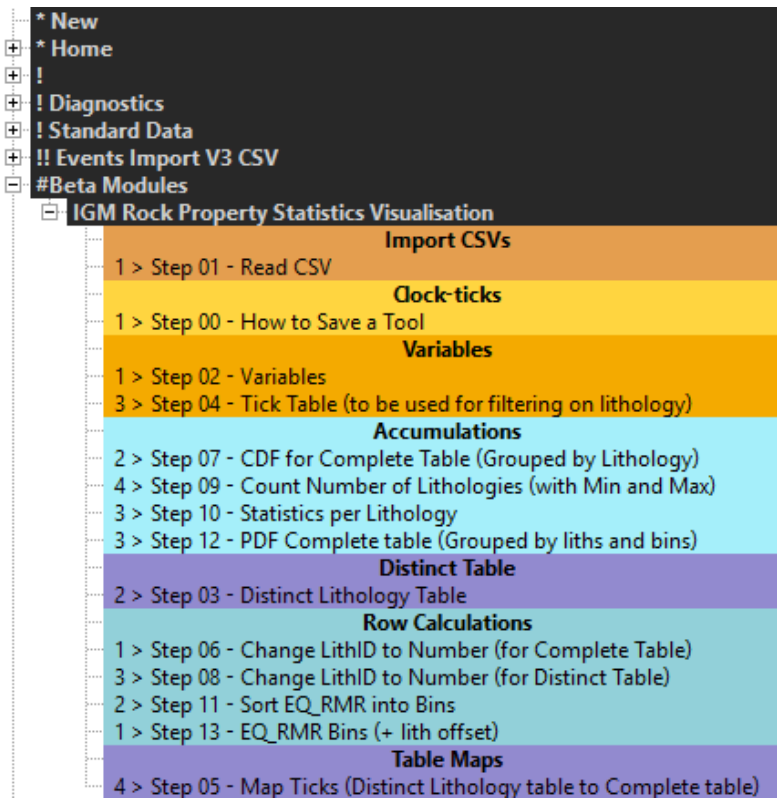 * New
* Home
!
! Diagnostics
! Standard Data
!! Events Import V3 CSV
#Beta Modules
IGM Rock Property Statistics Visualisation
Import CSVs
1 > Step 01 - Read CSV
Clock-ticks
1 > Step 00 - How to Save a Tool
Variables
1 > Step 02 - Variables
3 > Step 04 - Tick Table (to be used for filtering on lithology)
Accumulations
2 > Step 07 - CDF for Complete Table (Grouped by Lithology)
4 > Step 09 - Count Number of Lithologies (with Min and Max)
3 > Step 10 - Statistics per Lithology
3 > Step 12 - PDF Complete table (Grouped by liths and bins)
Distinct Table
2 > Step 03 - Distinct Lithology Table
Row Calculations
1 > Step 06 - Change LithID to Number (for Complete Table)
3 > Step 08 - Change LithID to Number (for Distinct Table)
2 > Step 11 - Sort EQ_RMR into Bins
1 > Step 13 - EQ_RMR Bins (+ lith offset)
Table Maps
4 > Step 05 - Map Ticks (Distinct Lithology table to Complete table)